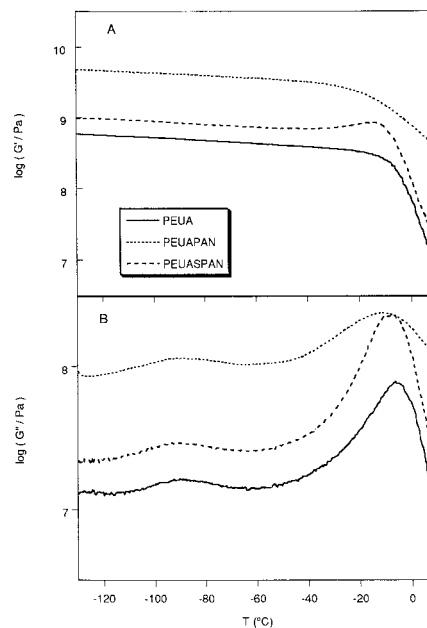 A
10
9
8
7
log ( G' / Pa )
PEUA
PEUAPAN
PEUASPAN
B
8
7
log ( G" / Pa )
-120 -100 -80 -60 -40 -20 0
T (°C)